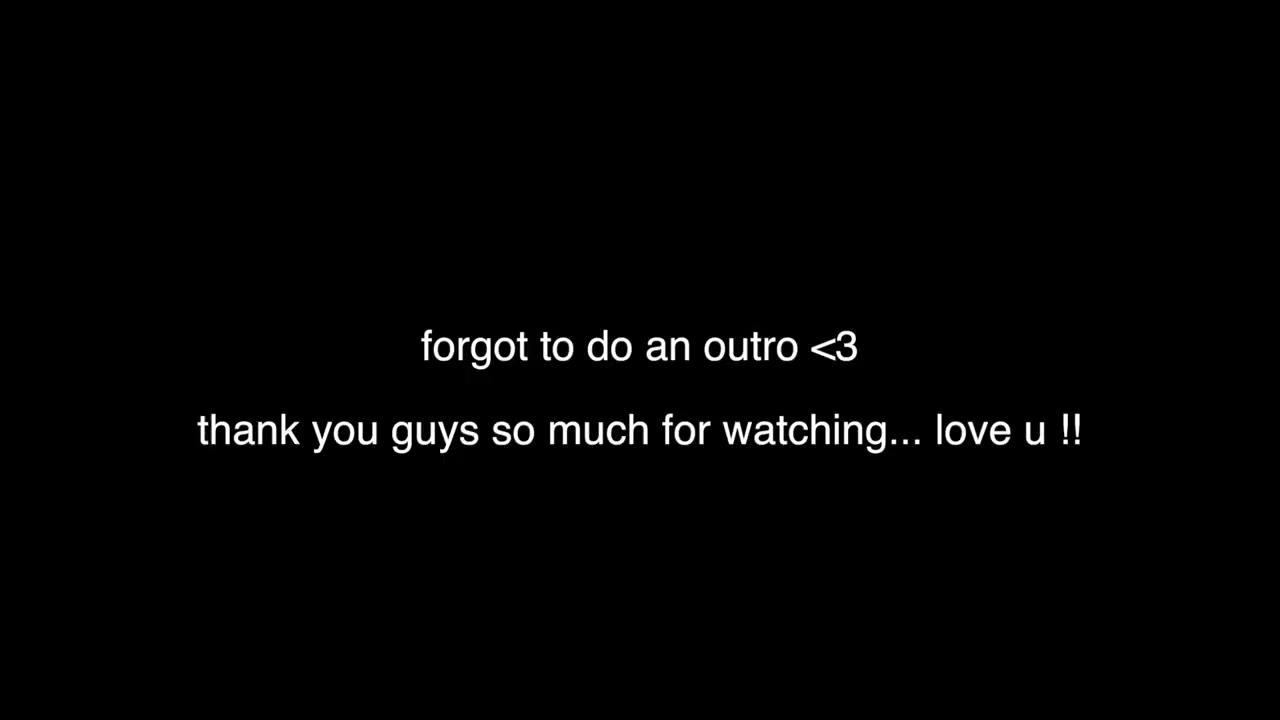 forgot to do an outro <3
thank you guys so much for watching... love u !!